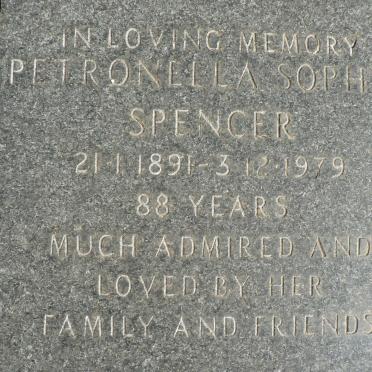 IN LOVING MEMORY
PETRONELLA SOPH
SPENCER
21·1·1891–3·12·1979
88 YEARS
MUCH ADMIRED AND
LOVED BY HER
FAMILY AND FRIENDS